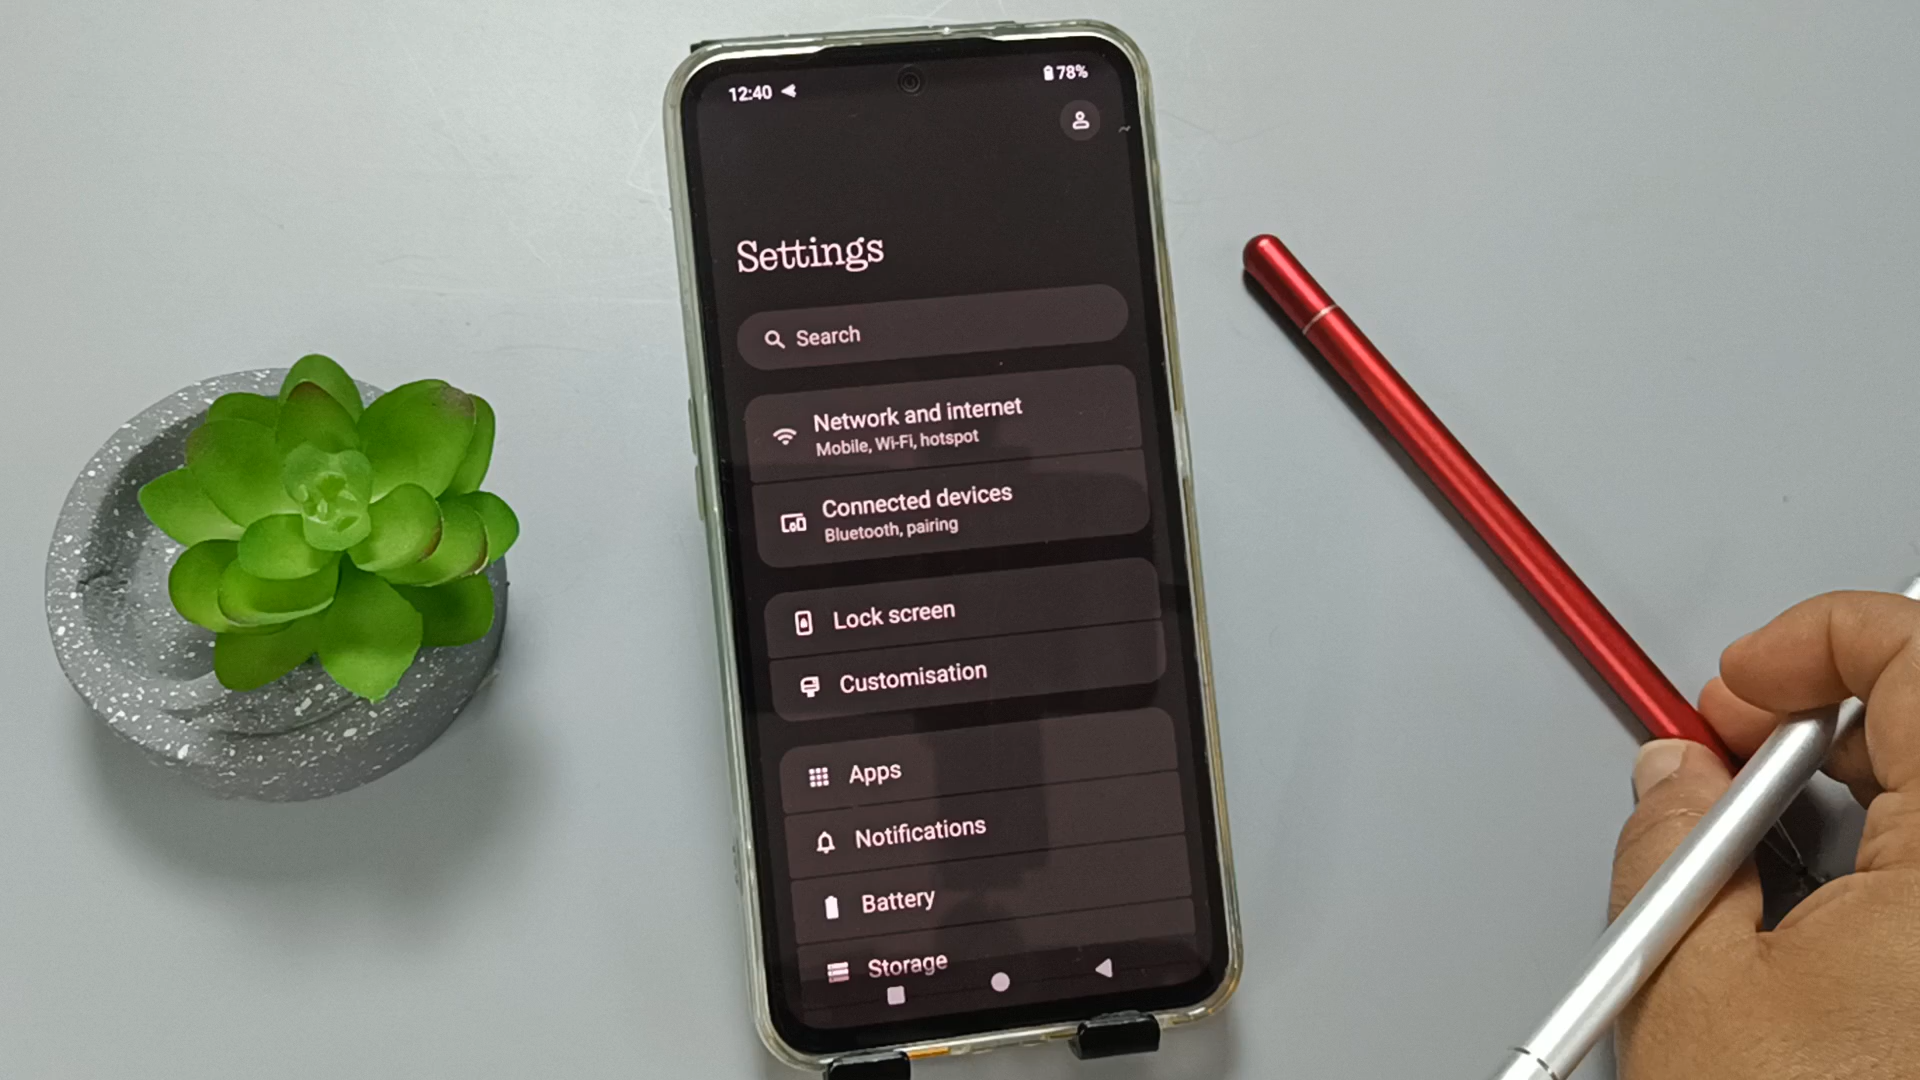 12:40
78%
Settings
Search
Network and internet
Mobile, Wi-Fi, hotspot
Connected devices
Bluetooth, pairing
Lock screen
Customisation
Apps
Notifications
Battery
Storage